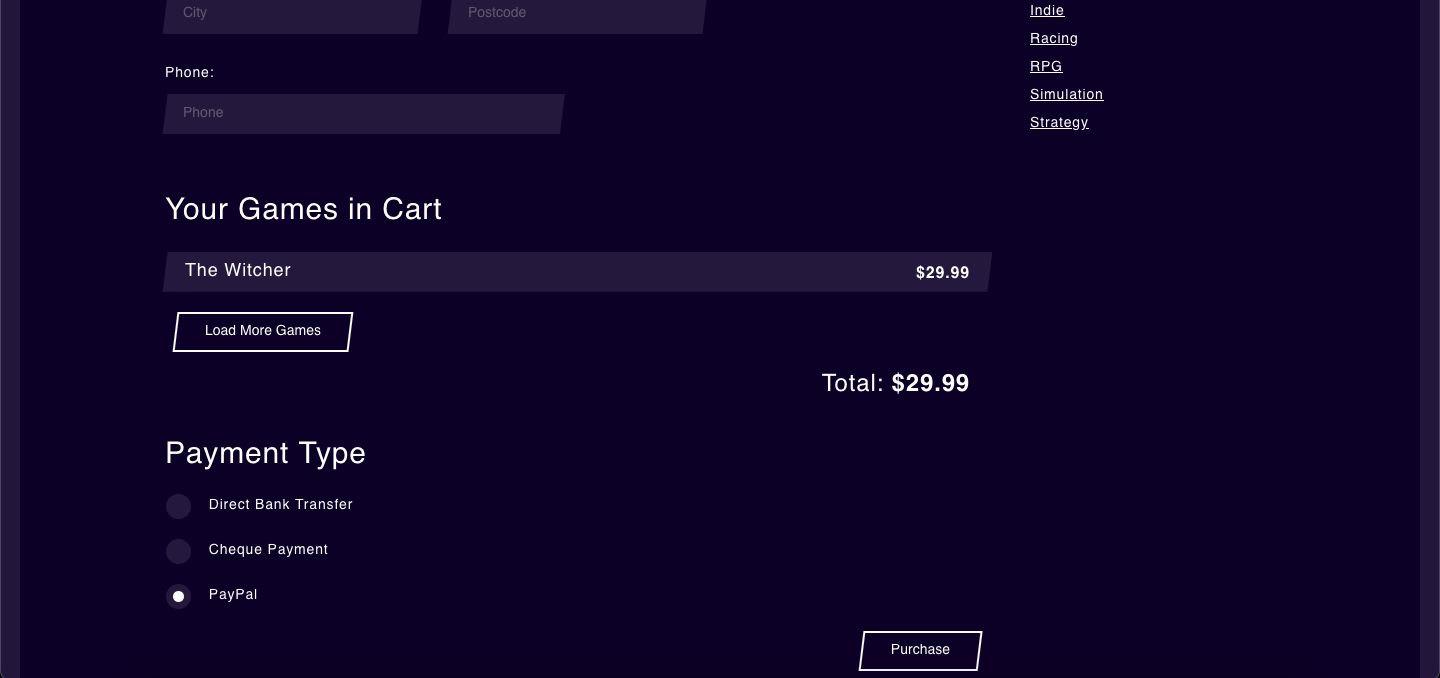 City
Postcode
Phone:
Phone
Your Games in Cart
The Witcher
$29.99
Load More Games
Total: $29.99
Payment Type
Direct Bank Transfer
Cheque Payment
PayPal
Purchase
Indie
Racing
RPG
Simulation
Strategy